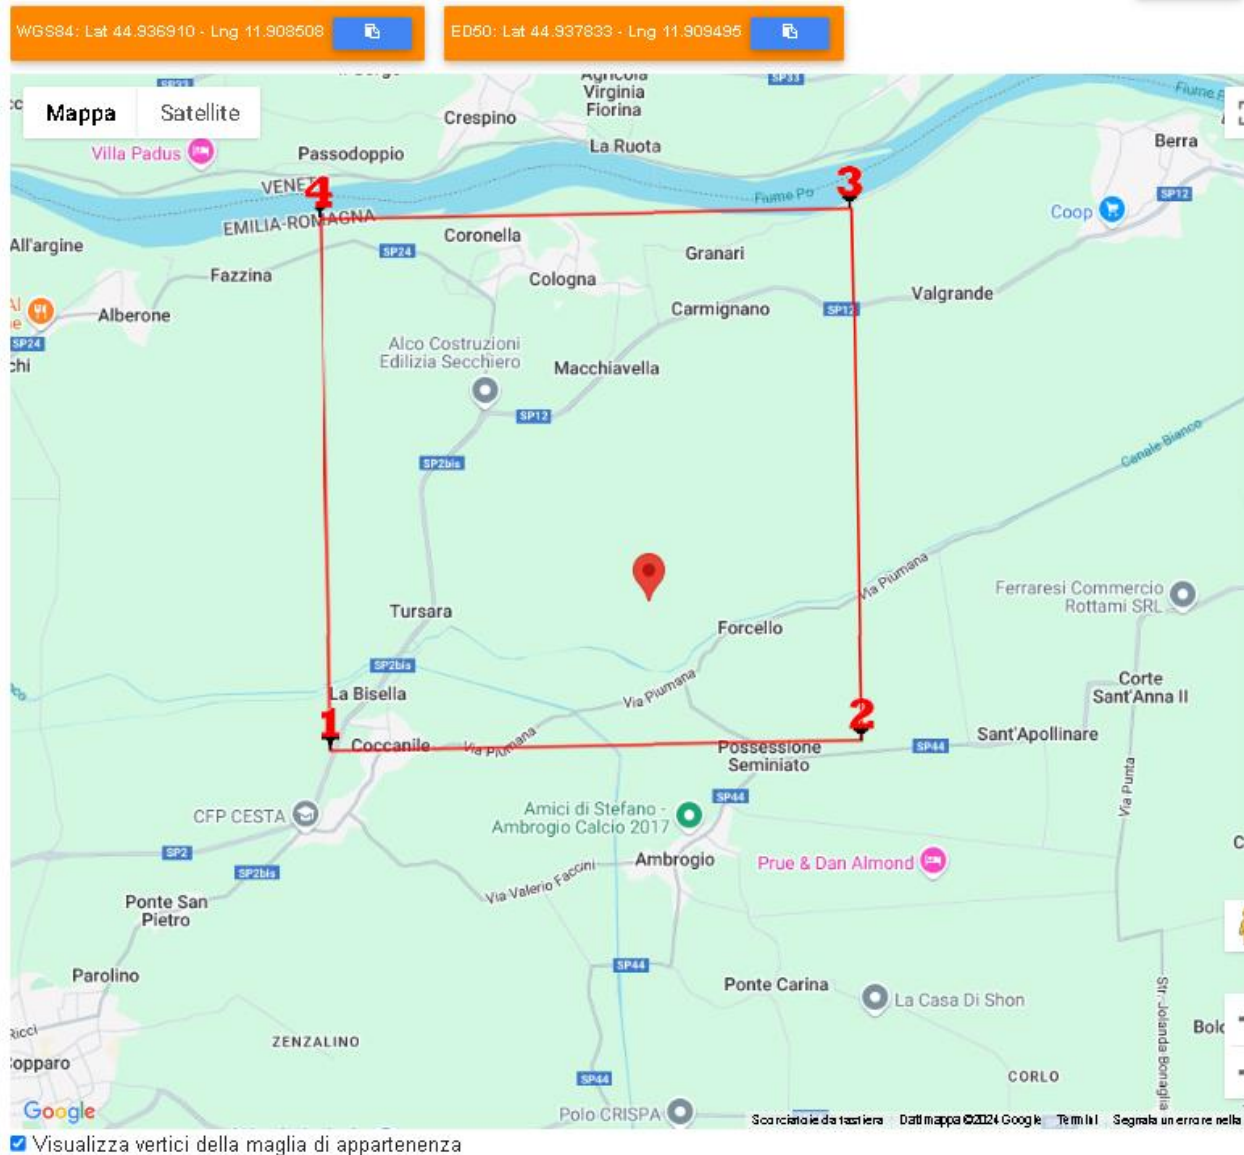 WGS84: Lat 44.936910 - Lng 11.908508
ED50: Lat 44.937833 - Lng 11.909495
Mappa
Satellite
SP33
Virginia
Fiorina
SP33
Crespino
La Ruota
Berra
Villa Padus
Passodoppio
SP12
4
3
Fiume Po
Coop
EMILIA-ROMAGNA
All'argine
Coronella
SP24
Granari
Fazzina
Cologna
Valgrande
Carmignano
SP12
Alberone
SP24
Alco Costruzioni
Edilizia Secchiero
Macchiavella
SP12
Canale Bianco
SP2bis
Via Piumana
Ferraresi Commercio
Rottami SRL
Tursara
Forcello
SP2bis
La Bisella
Via Piumana
Corte
Sant'Anna II
1
2
Coccanile
Via Piumana
Possessione
Seminiato
SP44
Sant'Apollinare
Via Punta
SP44
CFP CESTA
Amici di Stefano -
Ambrogio Calcio 2017
SP2
SP2bis
Via Valerio Faccini
Ambrogio
Prue & Dan Almond
Ponte San
Pietro
Parolino
SP44
Ponte Carina
La Casa Di Shon
Str. Jolanda Bonaglia
ZENZALINO
CORLO
SP44
Google
Polo CRISPA
Scorciatoie da tastiera
Dati mappa ©2024 Google
Termini
Segnala un errore nella
Visualizza vertici della maglia di appartenenza